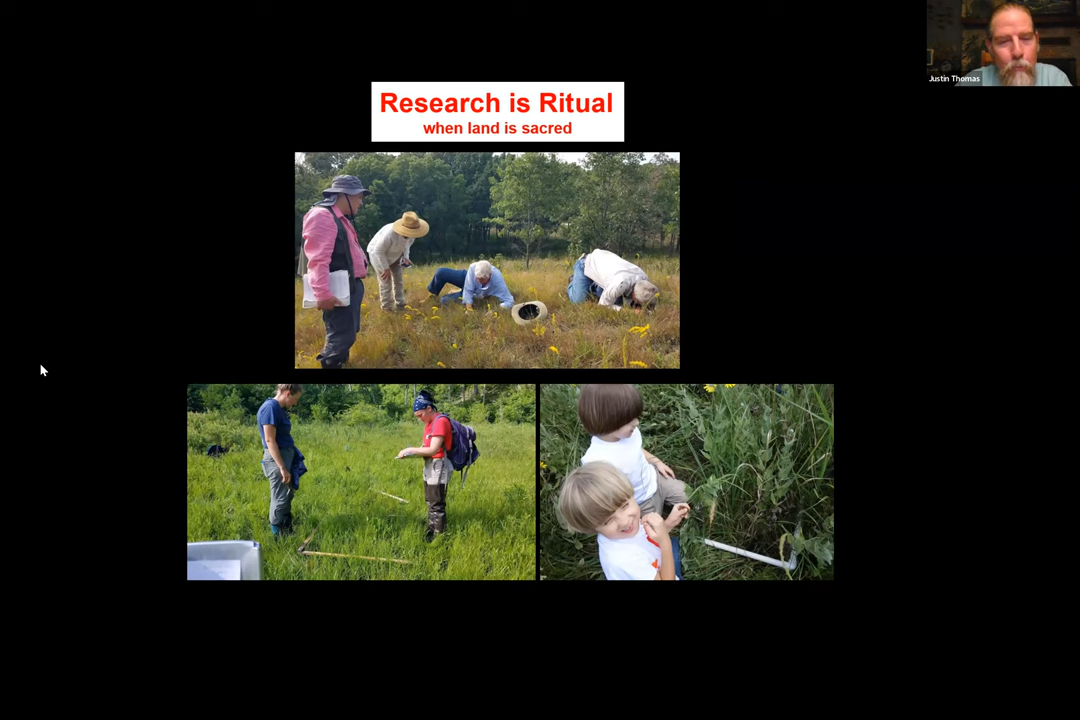 Justin Thomas
Research is Ritual
when land is sacred